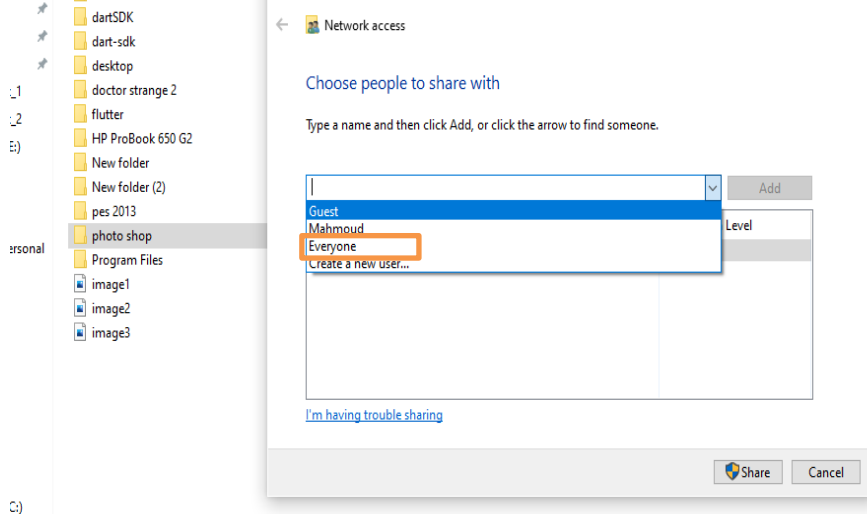 dartSDK
dart-sdk
desktop
doctor strange 2
flutter
HP ProBook 650 G2
New folder
New folder (2)
pes 2013
photo shop
Program Files
image1
image2
image3
:_1
:_2
E:)
ersonal
C:)
Network access
Choose people to share with
Type a name and then click Add, or click the arrow to find someone.
Add
Guest
Mahmoud
Everyone
Create a new user...
Level
I'm having trouble sharing
Share
Cancel